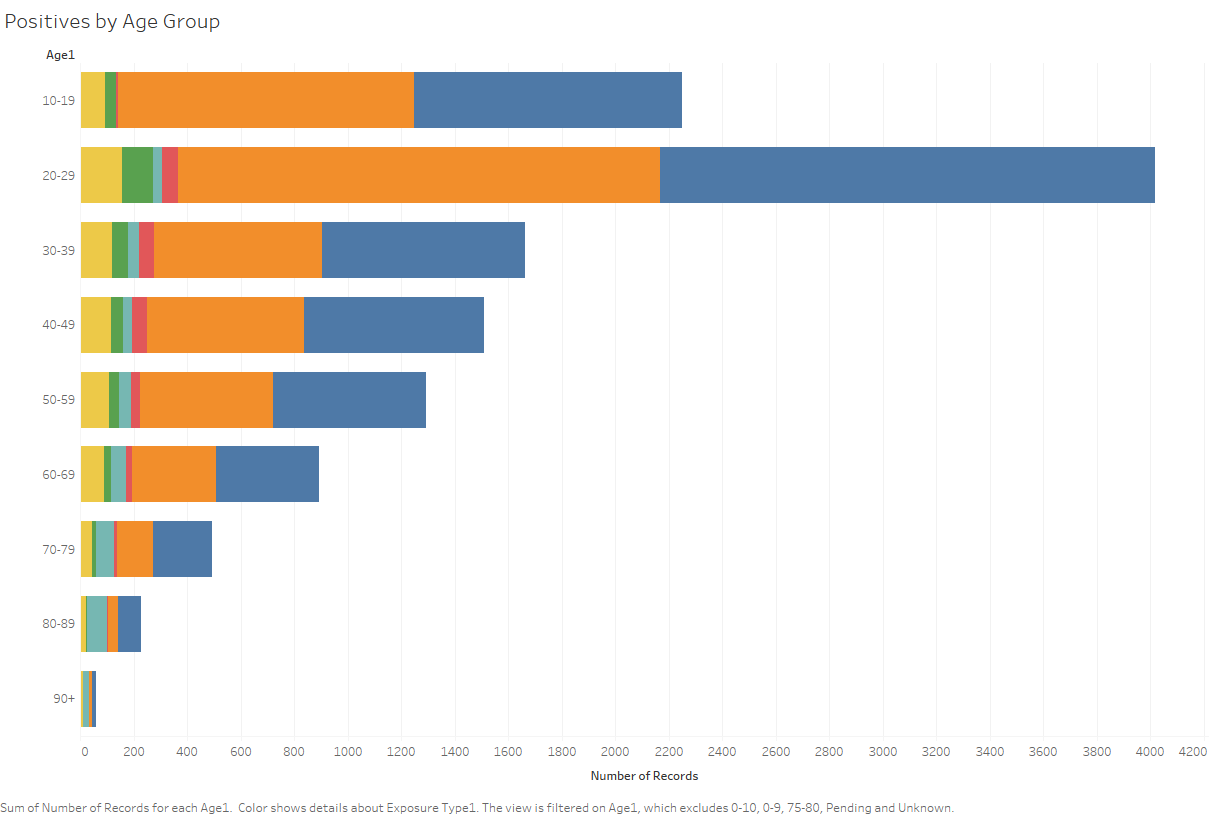 Positives by Age Group
Age1
10-19
20-29
30-39
40-49
50-59
60-69
70-79
80-89
90+
0 200 400 600 800 1000 1200 1400 1600 1800 2000 2200 2400 2600 2800 3000 3200 3400 3600 3800 4000 4200
Number of Records
Sum of Number of Records for each Age1. Color shows details about Exposure Type1. The view is filtered on Age1, which excludes 0-10, 0-9, 75-80, Pending and Unknown.